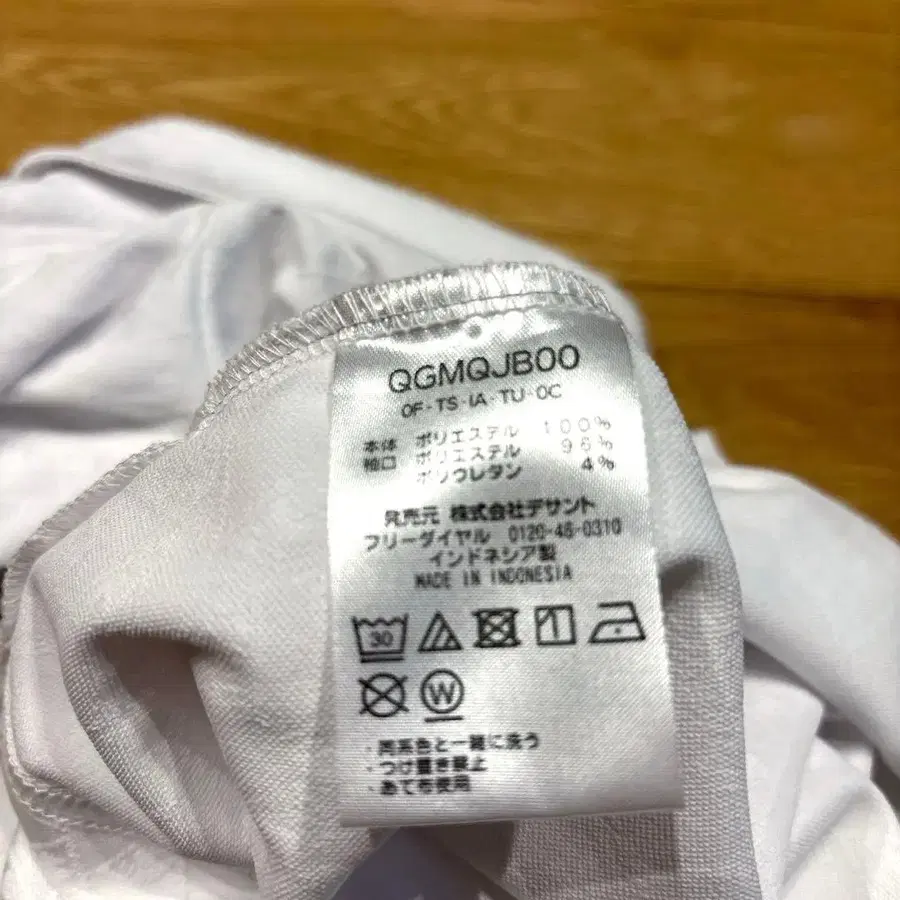 QGMQJB00
0F-TS-IA-TU-0C
本体 ポリエステル 100%
袖口 ポリエステル 96%
ポリウレタン 4%
発売元 株式会社デサント
フリーダイヤル 0120-46-0310
インドネシア製
MADE IN INDONESIA
30
W
・同系色と一緒に洗う
・つけ置き禁止
・あて布使用